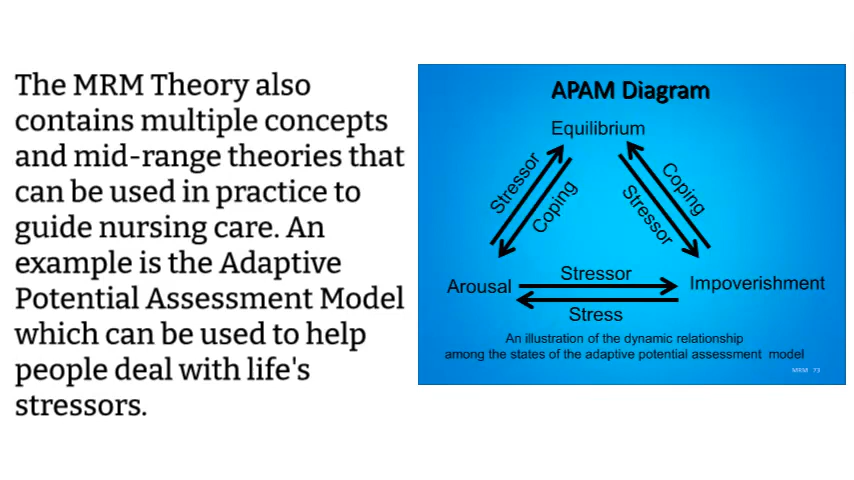 The MRM Theory also
contains multiple concepts
and mid-range theories that
can be used in practice to
guide nursing care. An
example is the Adaptive
Potential Assessment Model
which can be used to help
people deal with life's
stressors.
APAM Diagram
Equilibrium
Stressor
Coping
Stressor
Coping
Arousal
Stressor
Impoverishment
Stress
An illustration of the dynamic relationship
among the states of the adaptive potential assessment model
MRM 73